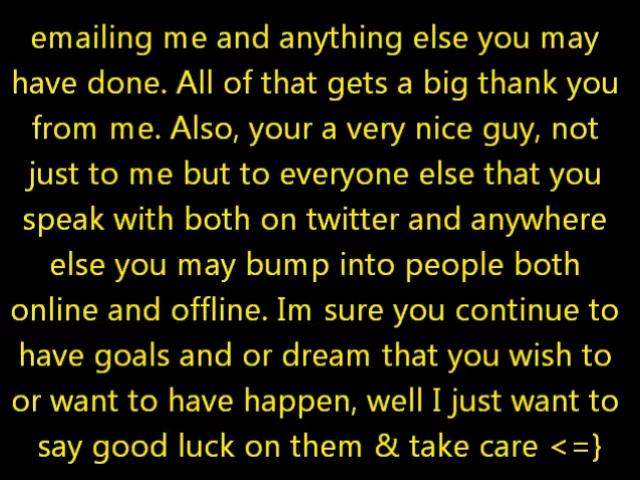 emailing me and anything else you may
have done. All of that gets a big thank you
from me. Also, your a very nice guy, not
just to me but to everyone else that you
speak with both on twitter and anywhere
else you may bump into people both
online and offline. Im sure you continue to
have goals and or dream that you wish to
or want to have happen, well I just want to
say good luck on them & take care <=}